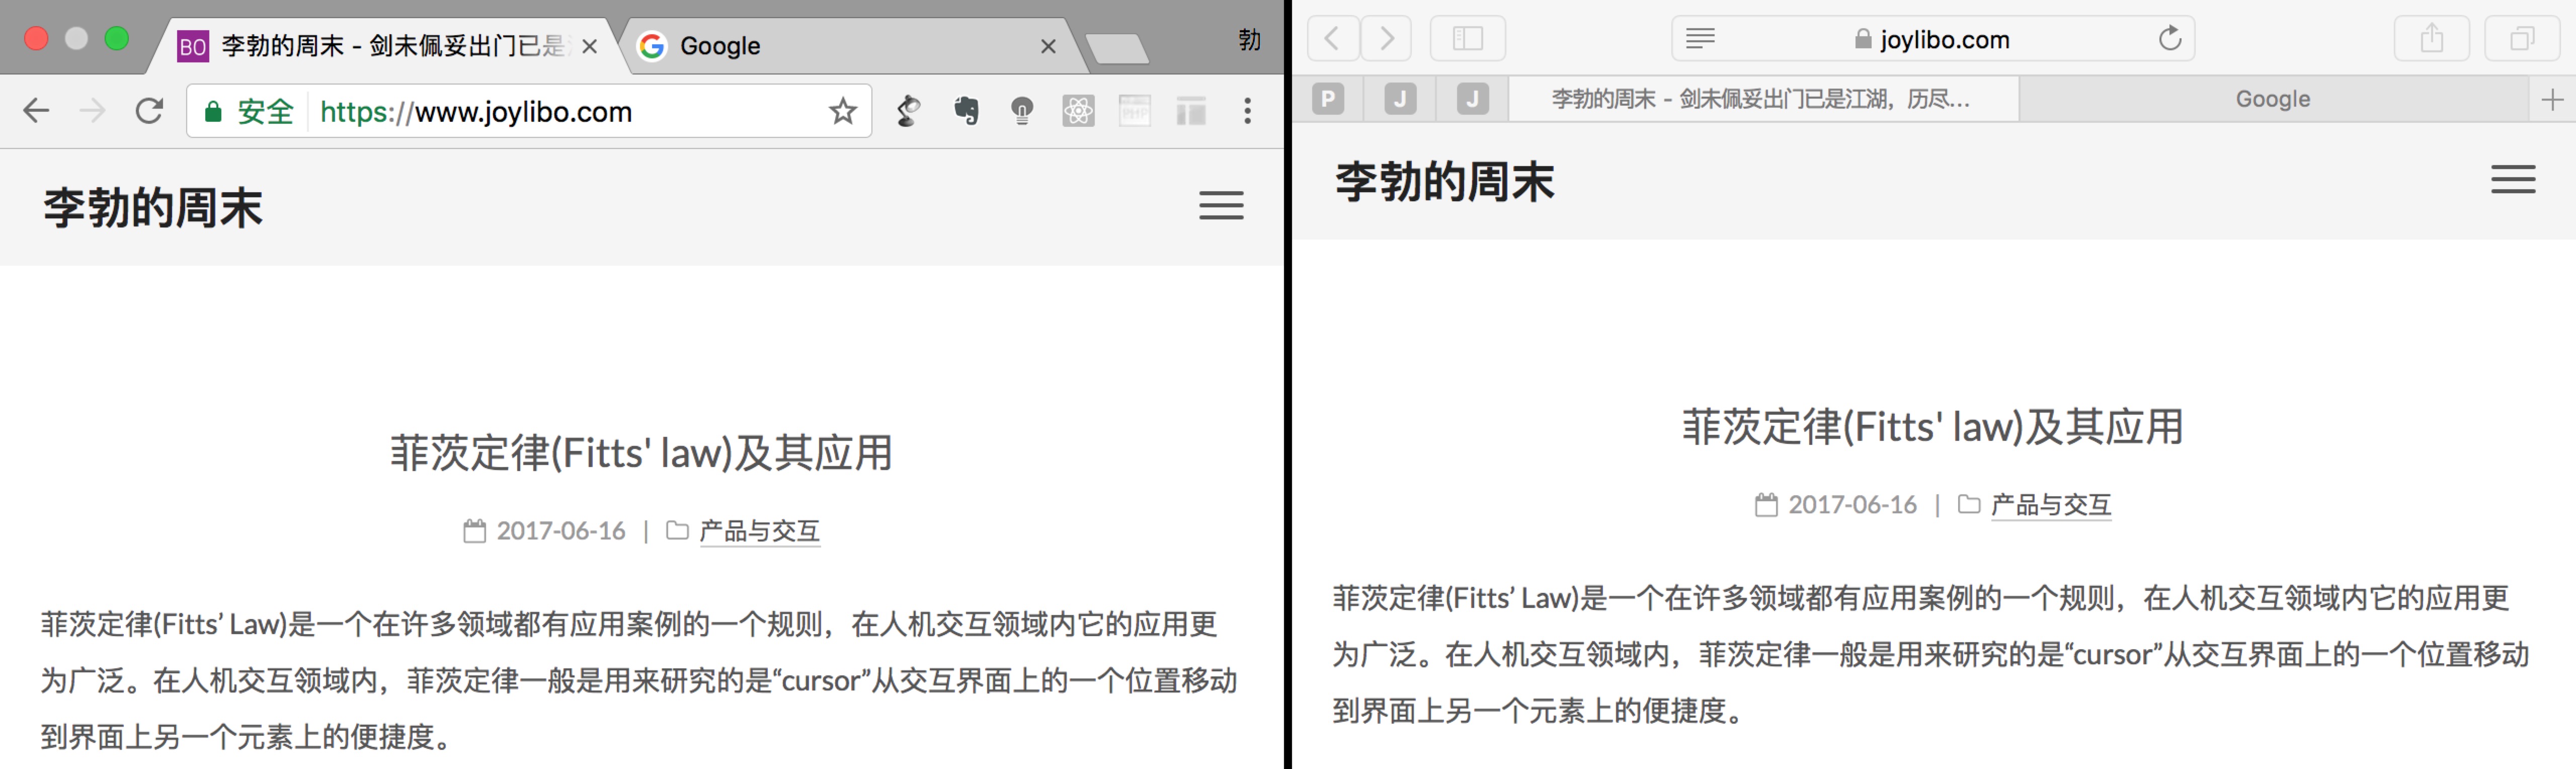 BO 李勃的周末 - 剑未佩妥出门已是
Google
勃
安全 https://www.joylibo.com
PHP
李勃的周末
菲茨定律(Fitts' law)及其应用
2017-06-16 | 产品与交互
菲茨定律(Fitts’ Law)是一个在许多领域都有应用案例的一个规则，在人机交互领域内它的应用更
为广泛。在人机交互领域内，菲茨定律一般是用来研究的是“cursor”从交互界面上的一个位置移动
到界面上另一个元素上的便捷度。
joylibo.com
P J J 李勃的周末 - 剑未佩妥出门已是江湖，历尽… Google
李勃的周末
菲茨定律(Fitts' law)及其应用
2017-06-16 | 产品与交互
菲茨定律(Fitts’ Law)是一个在许多领域都有应用案例的一个规则，在人机交互领域内它的应用更
为广泛。在人机交互领域内，菲茨定律一般是用来研究的是“cursor”从交互界面上的一个位置移动
到界面上另一个元素上的便捷度。